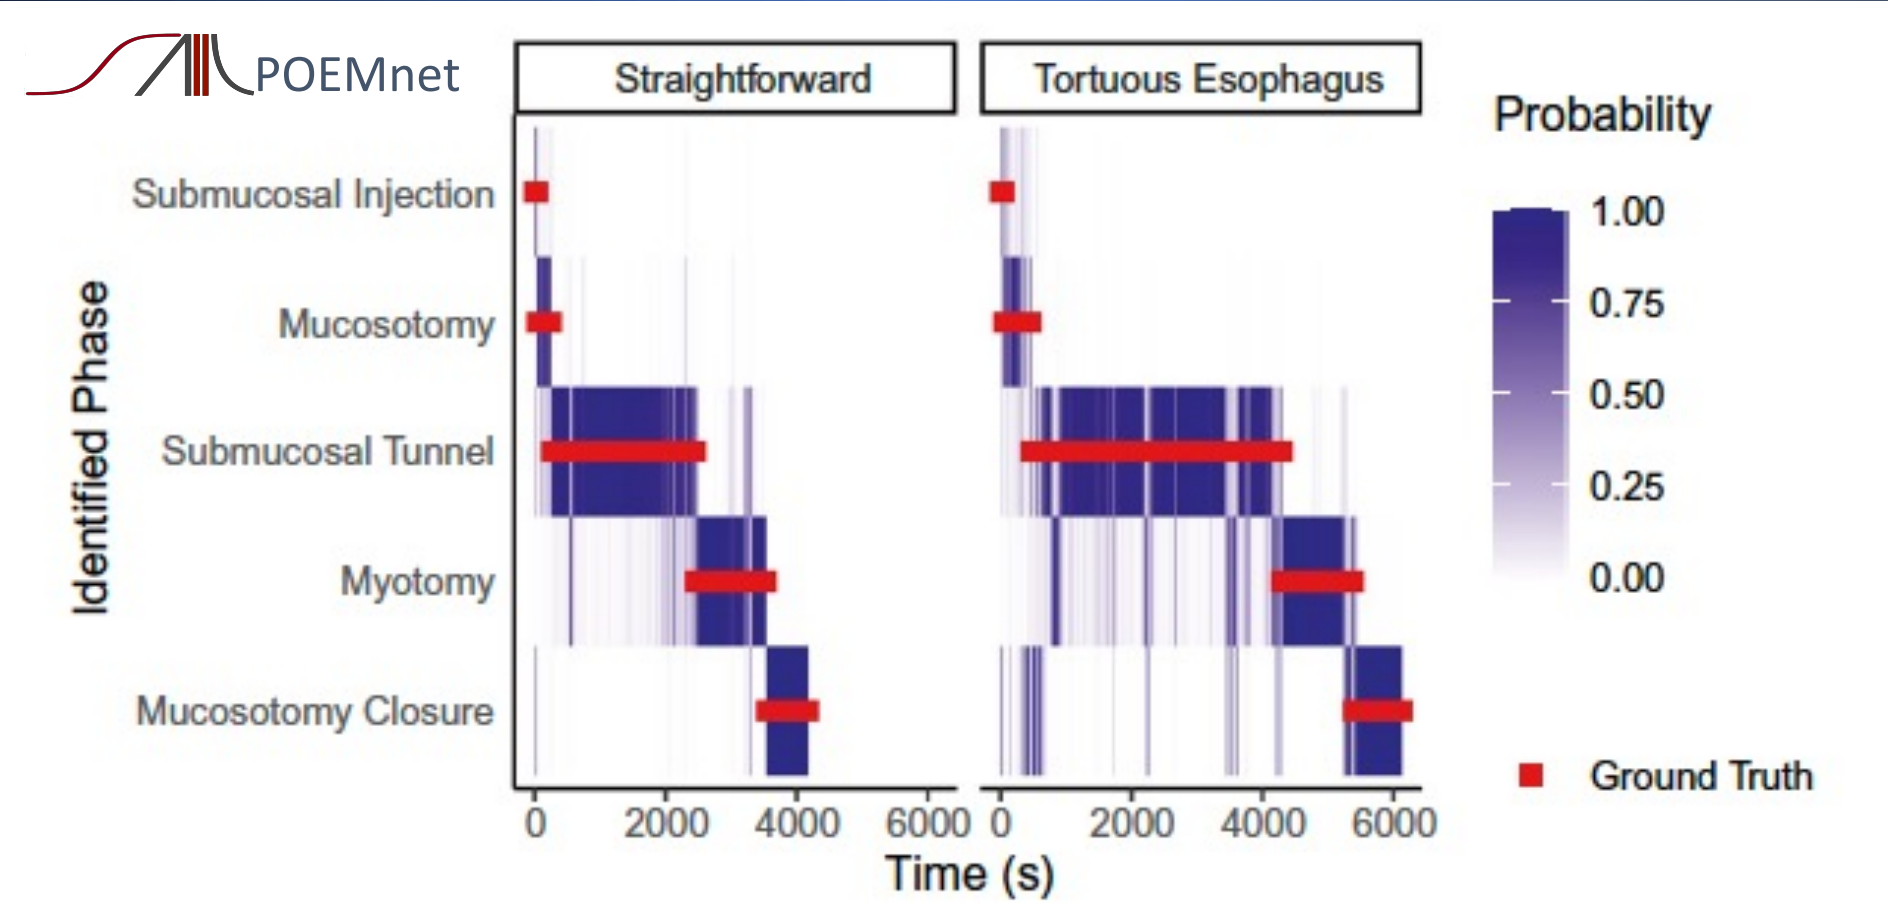 POEMnet
Straightforward
Tortuous Esophagus
Probability
1.00
0.75
0.50
0.25
0.00
Ground Truth
Identified Phase
Submucosal Injection
Mucosotomy
Submucosal Tunnel
Myotomy
Mucosotomy Closure
0 2000 4000 6000 0 2000 4000 6000
Time (s)